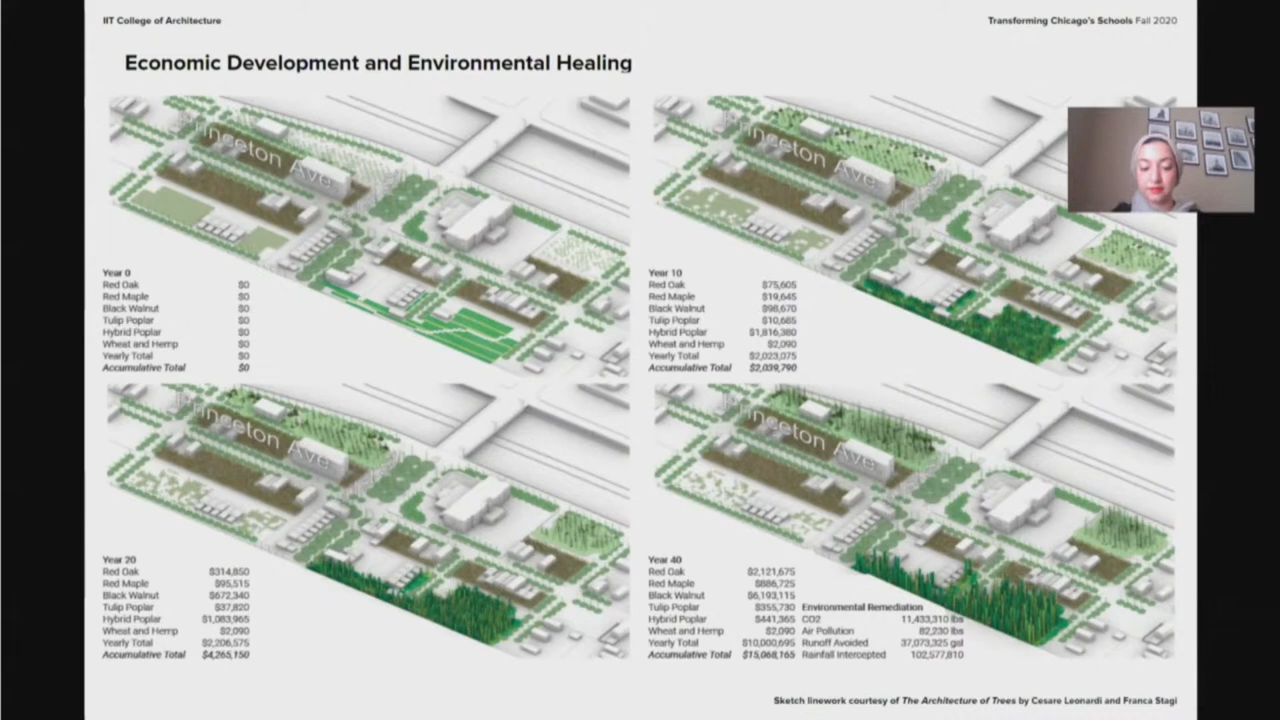 IIT College of Architecture
Transforming Chicago's Schools Fall 2020
Economic Development and Environmental Healing
Princeton Ave
Year 0
Red Oak $0
Red Maple $0
Black Walnut $0
Tulip Poplar $0
Hybrid Poplar $0
Wheat and Hemp $0
Yearly Total $0
Accumulative Total $0
Princeton Ave
Year 10
Red Oak $75,605
Red Maple $19,645
Black Walnut $98,670
Tulip Poplar $10,685
Hybrid Poplar $1,816,380
Wheat and Hemp $2,090
Yearly Total $2,023,075
Accumulative Total $2,039,790
Princeton Ave
Year 20
Red Oak $314,850
Red Maple $95,515
Black Walnut $672,340
Tulip Poplar $37,820
Hybrid Poplar $1,083,965
Wheat and Hemp $2,090
Yearly Total $2,206,575
Accumulative Total $4,265,150
Princeton Ave
Year 40
Red Oak $2,121,675
Red Maple $886,725
Black Walnut $6,193,115
Tulip Poplar $355,730 Environmental Remediation
Hybrid Poplar $441,365 CO2 11,433,310 lbs
Wheat and Hemp $2,090 Air Pollution 82,230 lbs
Yearly Total $10,000,695 Runoff Avoided 37,073,325 gal
Accumulative Total $15,068,165 Rainfall Intercepted 102,577,810
Sketch linework courtesy of The Architecture of Trees by Cesare Leonardi and Franca Stagi